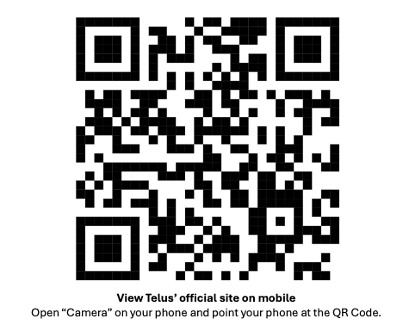 View Telus’ official site on mobile
Open “Camera” on your phone and point your phone at the QR Code.